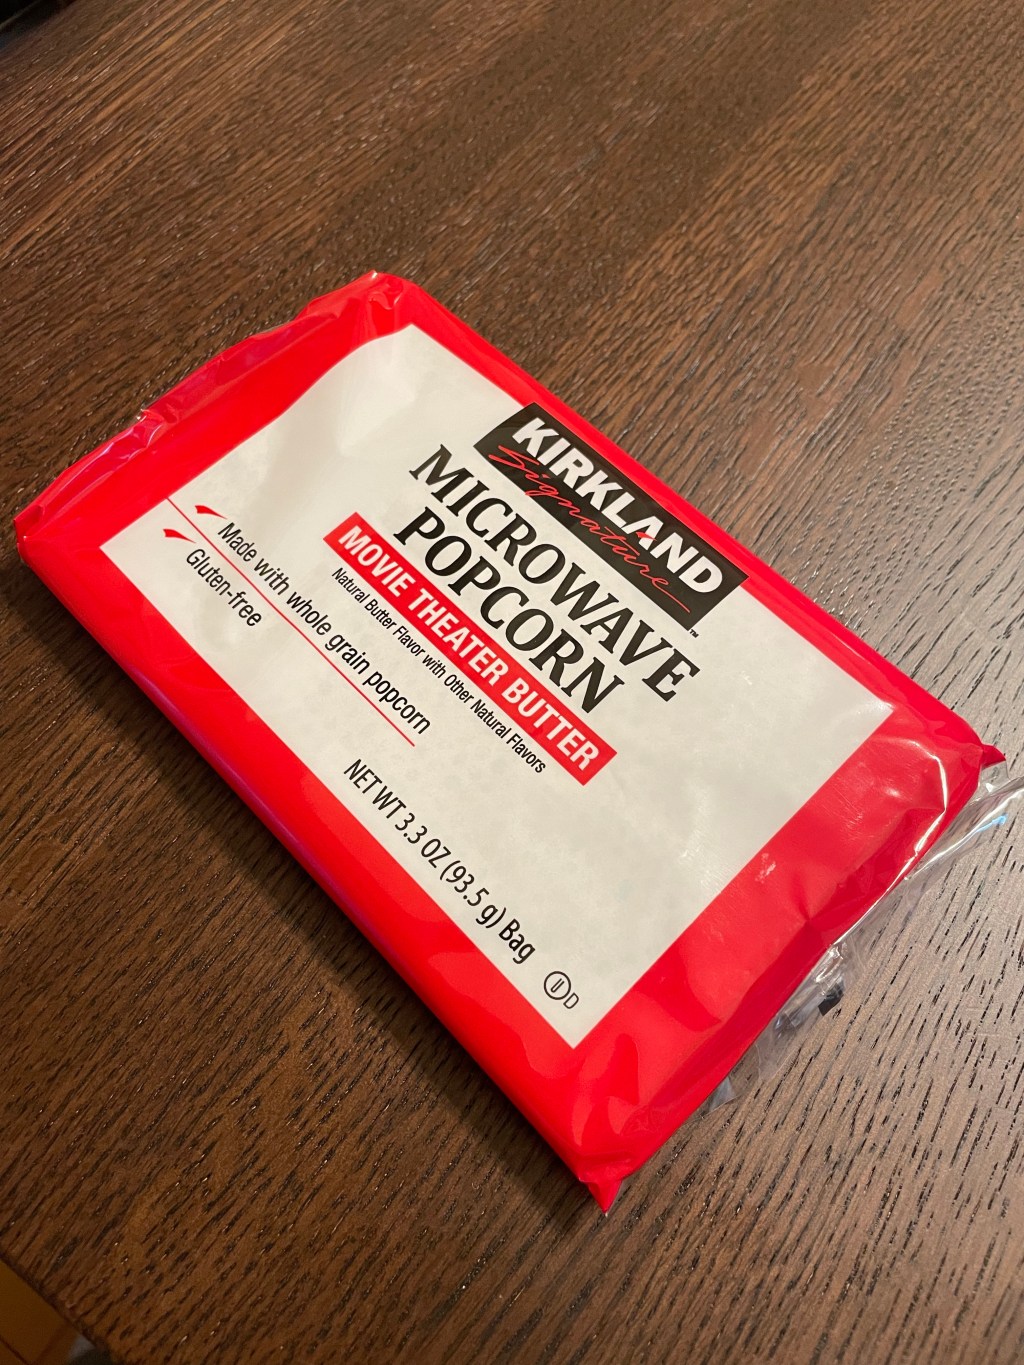 KIRKLAND
Signature™
MICROWAVE
POPCORN
MOVIE THEATER BUTTER
Natural Butter Flavor with Other Natural Flavors
Made with whole grain popcorn
Gluten-free
NET WT 3.3 OZ (93.5 g) Bag
U D